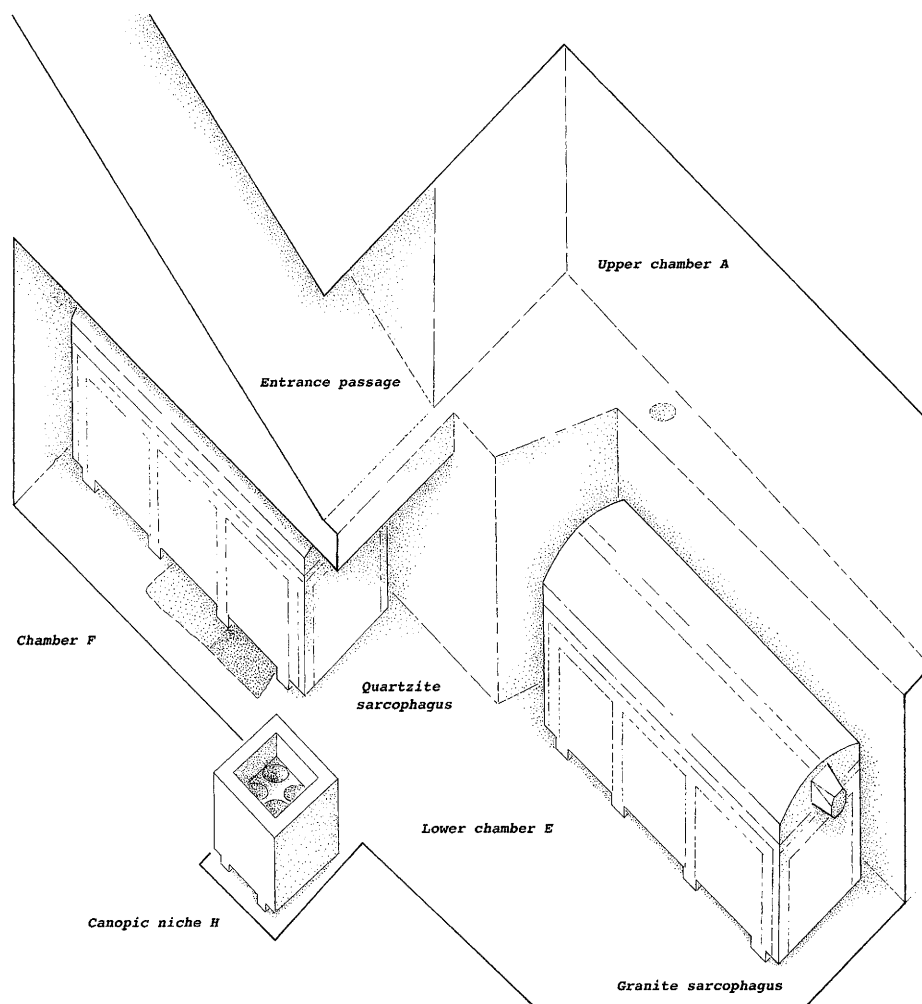 Upper chamber A
Entrance passage
Chamber F
Quartzite
sarcophagus
Lower chamber E
Canopic niche H
Granite sarcophagus